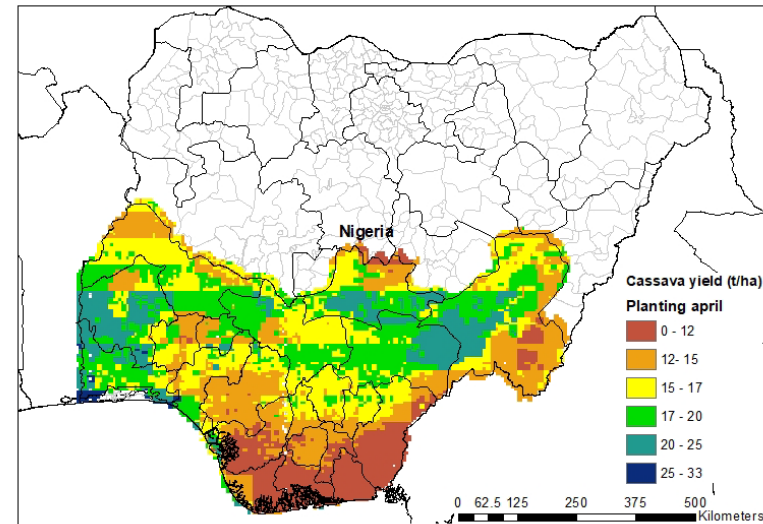 Nigeria
Cassava yield (t/ha)
Planting april
0 - 12
12- 15
15 - 17
17 - 20
20 - 25
25 - 33
0 62.5 125 250 375 500
Kilometers